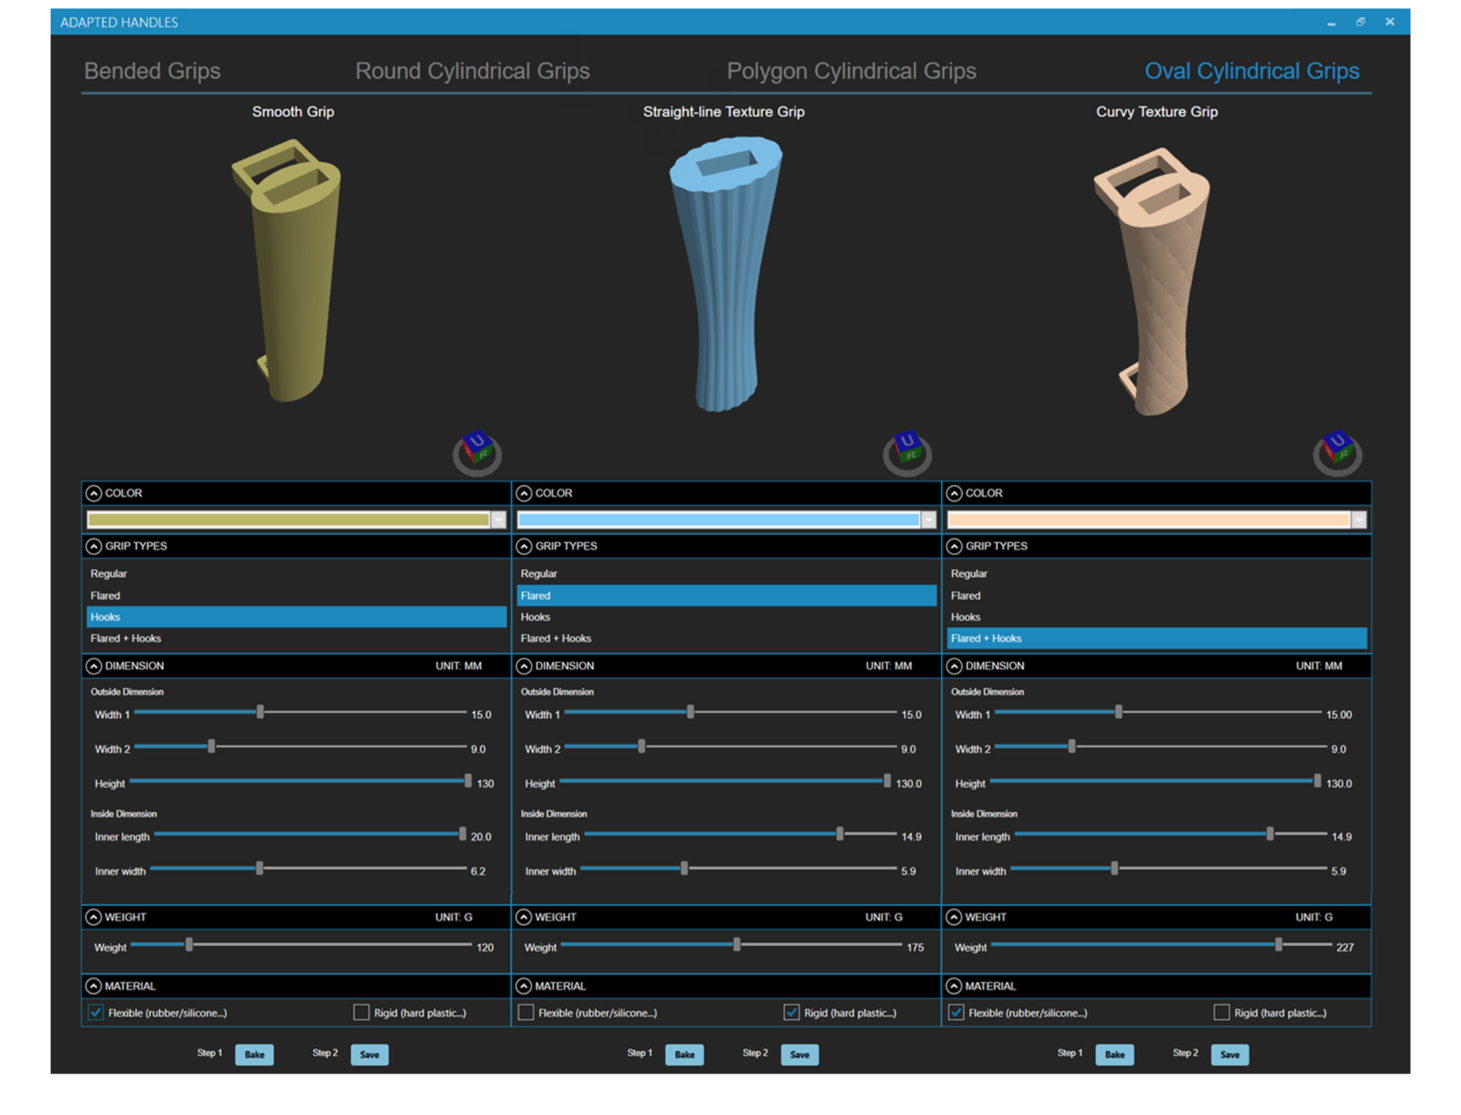 ADAPTED HANDLES
Bended Grips Round Cylindrical Grips Polygon Cylindrical Grips Oval Cylindrical Grips
Smooth Grip Straight-line Texture Grip Curvy Texture Grip
U R U R U R
COLOR COLOR COLOR
GRIP TYPES GRIP TYPES GRIP TYPES
Regular Regular Regular
Flared Flared Flared
Hooks Hooks Hooks
Flared + Hooks Flared + Hooks Flared + Hooks
DIMENSION UNIT: MM DIMENSION UNIT: MM DIMENSION UNIT: MM
Outside Dimension Outside Dimension Outside Dimension
Width 1 15.0 Width 1 15.0 Width 1 15.00
Width 2 9.0 Width 2 9.0 Width 2 9.0
Height 130 Height 130.0 Height 130.0
Inside Dimension Inside Dimension Inside Dimension
Inner length 20.0 Inner length 14.9 Inner length 14.9
Inner width 6.2 Inner width 5.9 Inner width 5.9
WEIGHT UNIT: G WEIGHT UNIT: G WEIGHT UNIT: G
Weight 120 Weight 175 Weight 227
MATERIAL MATERIAL MATERIAL
Flexible (rubber/silicone...) Rigid (hard plastic...) Flexible (rubber/silicone...) Rigid (hard plastic...) Flexible (rubber/silicone...) Rigid (hard plastic...)
Step 1 Bake Step 2 Save Step 1 Bake Step 2 Save Step 1 Bake Step 2 Save